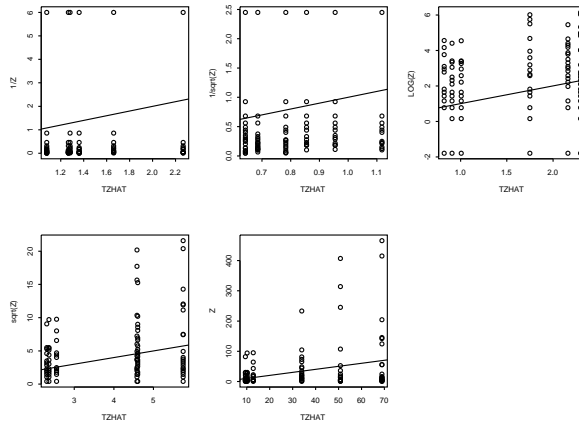 1/Z
0 1 2 3 4 5 6
1.2 1.4 1.6 1.8 2.0 2.2
TZHAT
1/sqrt(Z)
0.0 0.5 1.0 1.5 2.0 2.5
0.7 0.8 0.9 1.0 1.1
TZHAT
LOG(Z)
-2 0 2 4 6
1.0 1.5 2.0
TZHAT
sqrt(Z)
0 5 10 15 20
3 4 5
TZHAT
Z
0 100 200 300 400
10 20 30 40 50 60 70
TZHAT